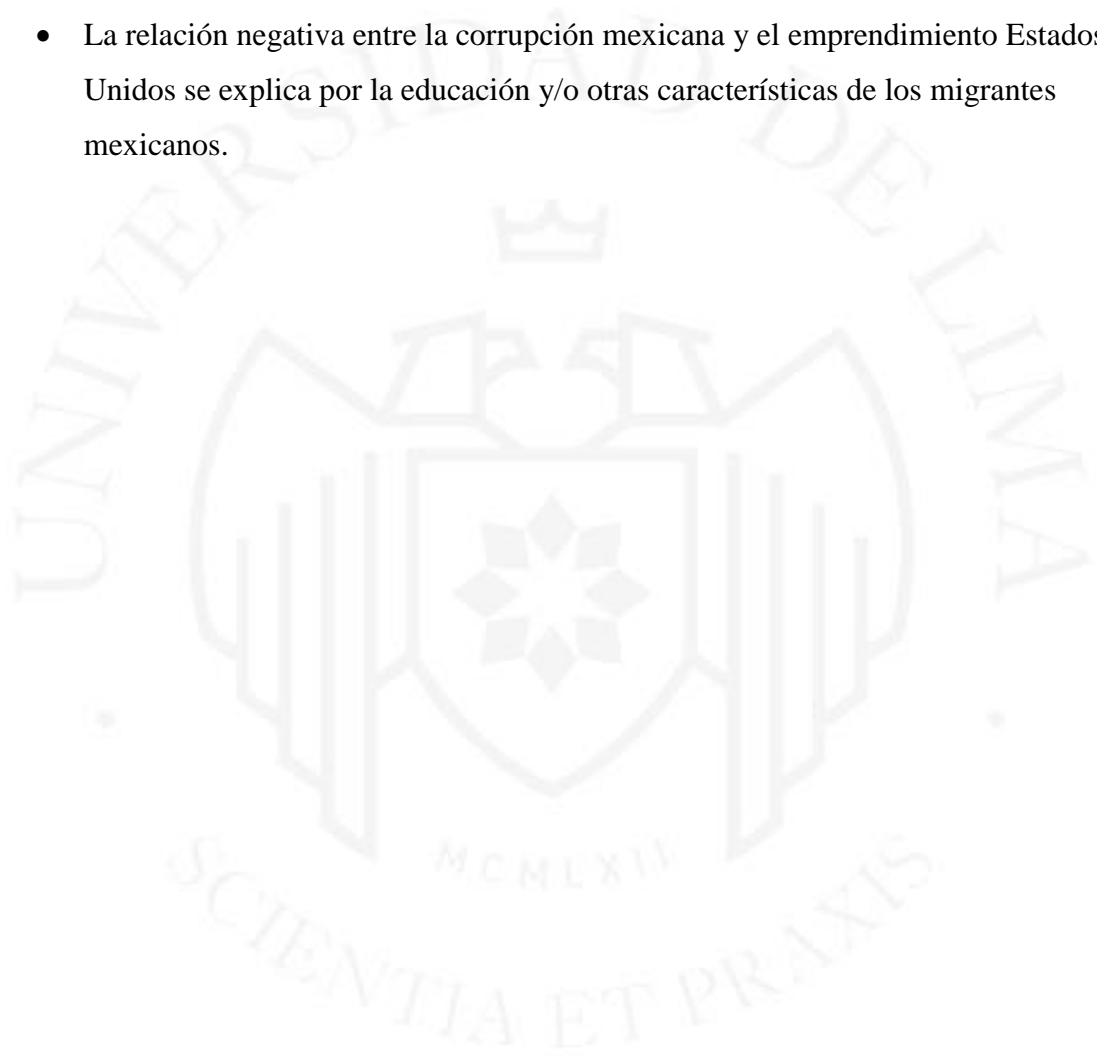 • La relación negativa entre la corrupción mexicana y el emprendimiento Estados
Unidos se explica por la educación y/o otras características de los migrantes
mexicanos.
UNIVERSIDAD DE LIMA
MCMLXII
SCIENTIA ET PRAXIS